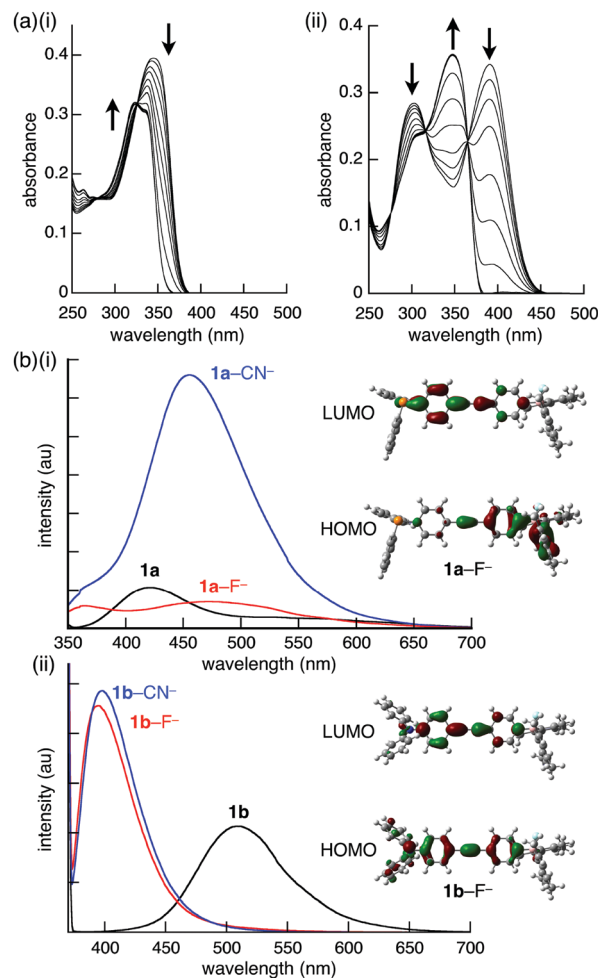 (a)(i)
(ii)
absorbance
0.4
0.3
0.2
0.1
0
250 300 350 400 450 500
wavelength (nm)
absorbance
0.4
0.3
0.2
0.1
0
250 300 350 400 450 500
wavelength (nm)
(b)(i)
intensity (au)
1a–CN⁻
1a
1a–F⁻
350 400 450 500 550 600 650 700
wavelength (nm)
LUMO
HOMO
1a–F⁻
(ii)
intensity (au)
1b–CN⁻
1b–F⁻
1b
400 450 500 550 600 650 700
wavelength (nm)
LUMO
HOMO
1b–F⁻